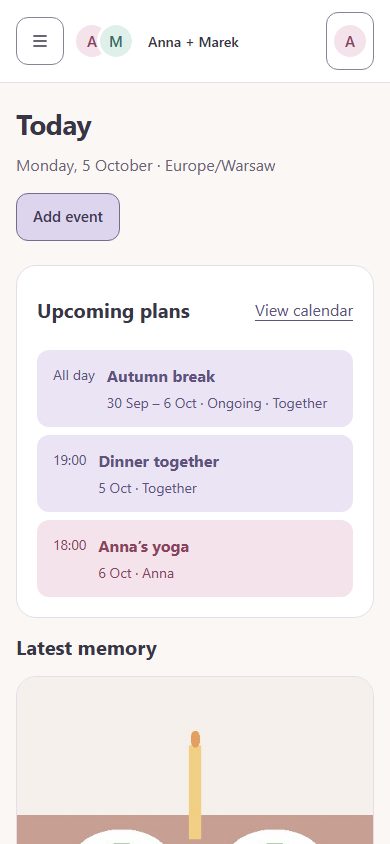 A M Anna + Marek A
Today
Monday, 5 October · Europe/Warsaw
Add event
Upcoming plans View calendar
All day Autumn break
30 Sep – 6 Oct · Ongoing · Together
19:00 Dinner together
5 Oct · Together
18:00 Anna’s yoga
6 Oct · Anna
Latest memory